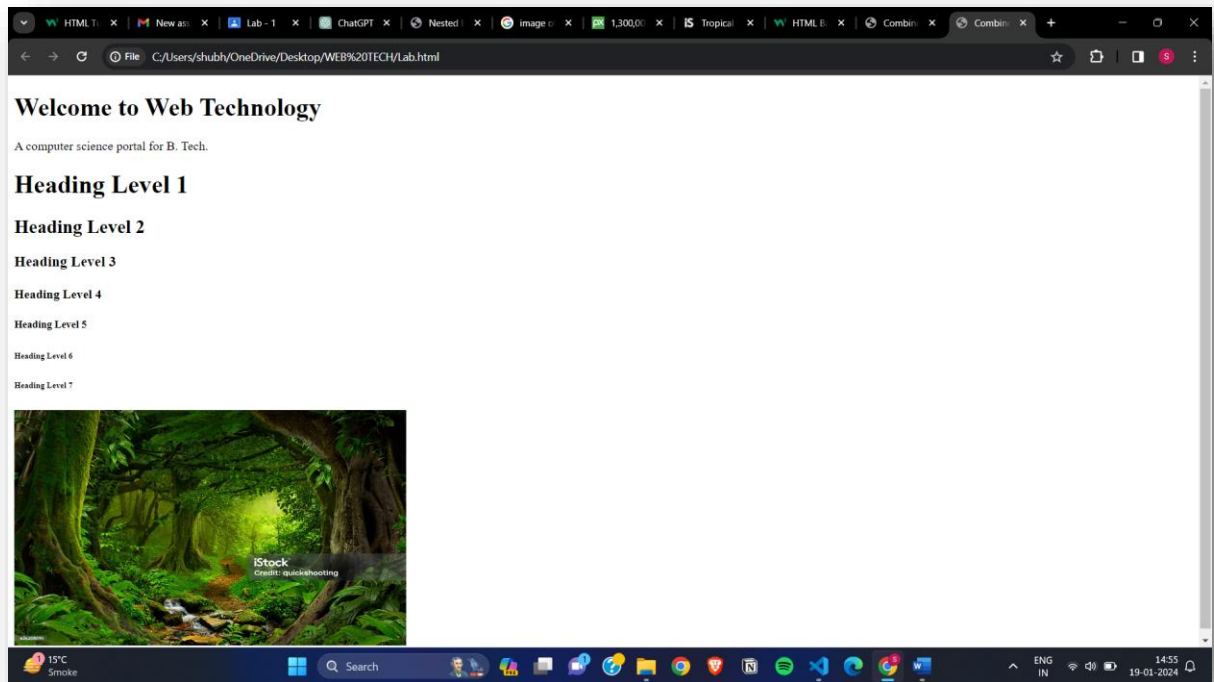 HTML Tu
New ass
Lab - 1
ChatGPT
Nested
image o
1,300,00
iS Tropical
HTML B
Combin
Combin
File C:/Users/shubh/OneDrive/Desktop/WEB%20TECH/Lab.html
S
Welcome to Web Technology
A computer science portal for B. Tech.
Heading Level 1
Heading Level 2
Heading Level 3
Heading Level 4
Heading Level 5
Heading Level 6
Heading Level 7
iStock
Credit: quickshooting
1
15°C
Smoke
Search
ENG
IN
14:55
19-01-2024